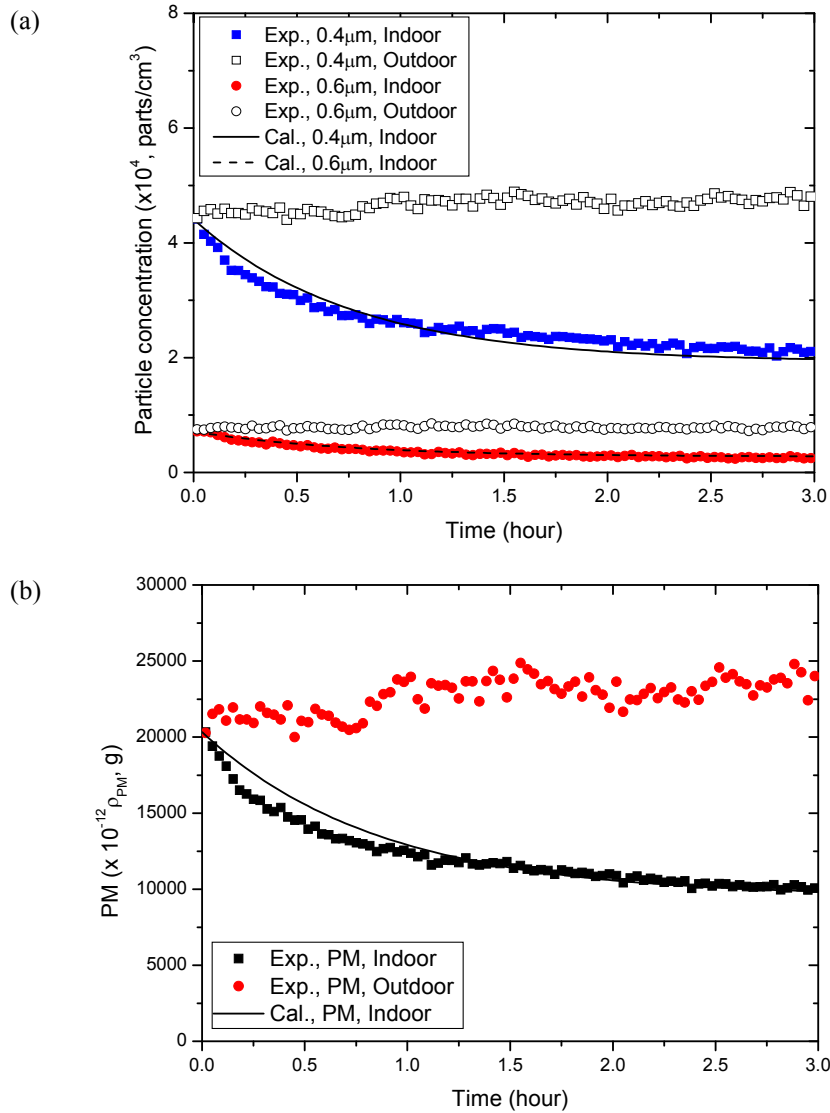 (a)
Exp., 0.4μm, Indoor
Exp., 0.4μm, Outdoor
Exp., 0.6μm, Indoor
Exp., 0.6μm, Outdoor
Cal., 0.4μm, Indoor
Cal., 0.6μm, Indoor
Particle concentration (x10⁴, parts/cm³)
8
6
4
2
0
0.0 0.5 1.0 1.5 2.0 2.5 3.0
Time (hour)
(b)
PM (x 10⁻¹²ρPM, g)
30000
25000
20000
15000
10000
5000
0
Exp., PM, Indoor
Exp., PM, Outdoor
Cal., PM, Indoor
0.0 0.5 1.0 1.5 2.0 2.5 3.0
Time (hour)